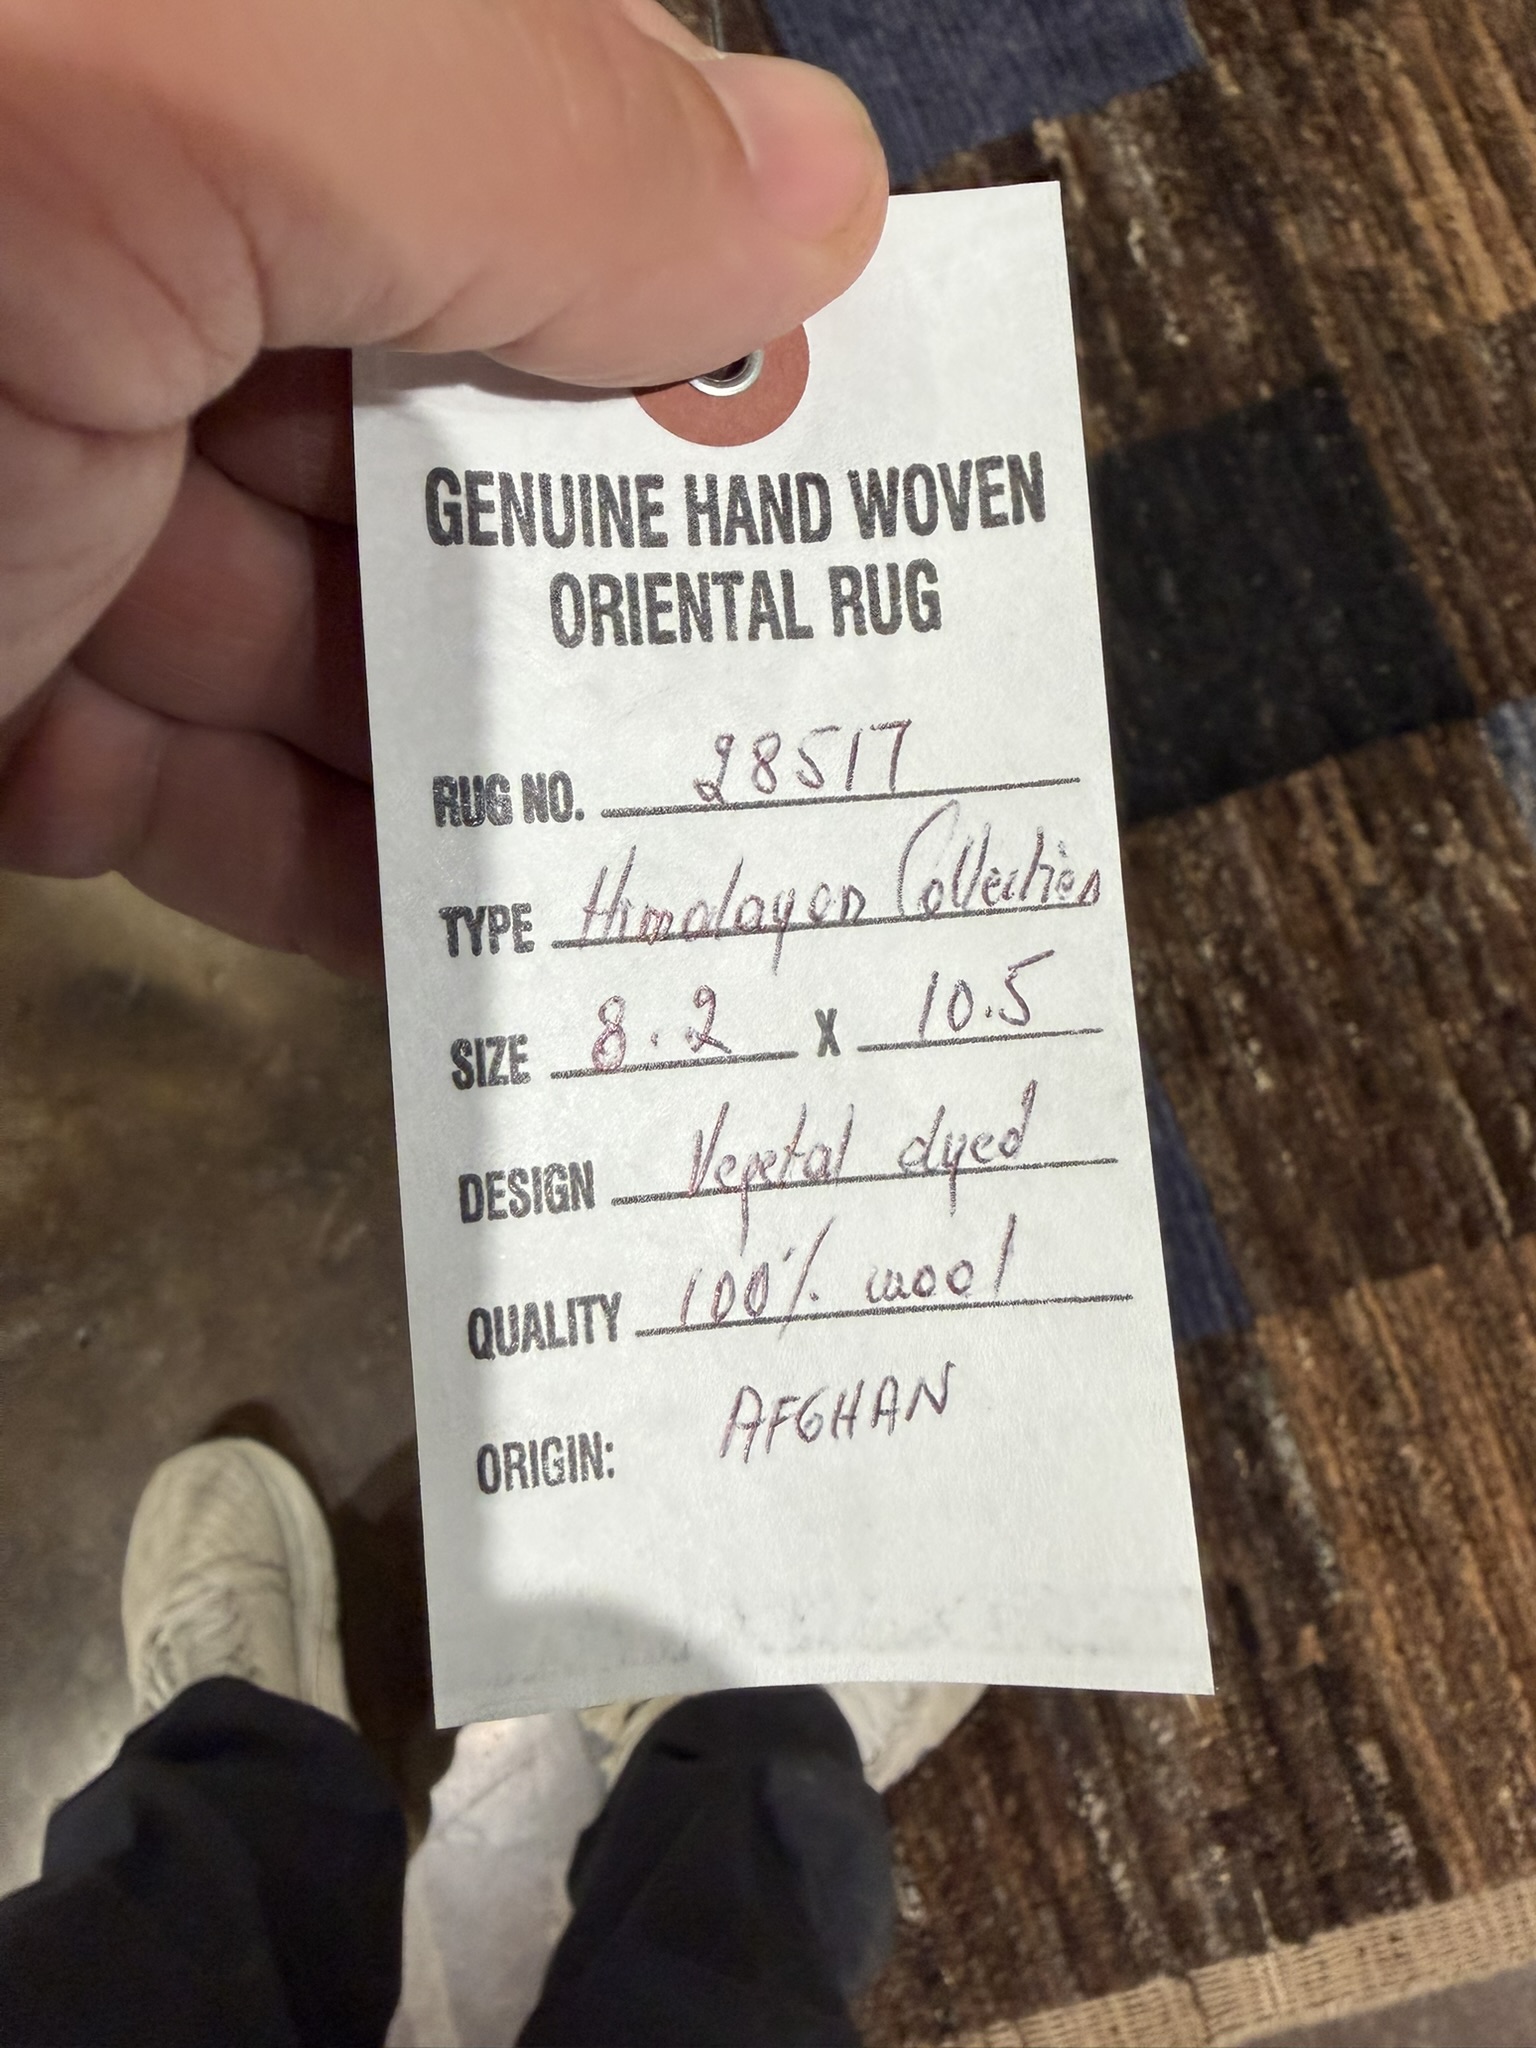 GENUINE HAND WOVEN
ORIENTAL RUG
RUG NO. 28517
TYPE Himalayan Collection
SIZE 8.2 X 10.5
DESIGN Vegetal dyed
QUALITY 100% wool
ORIGIN: AFGHAN